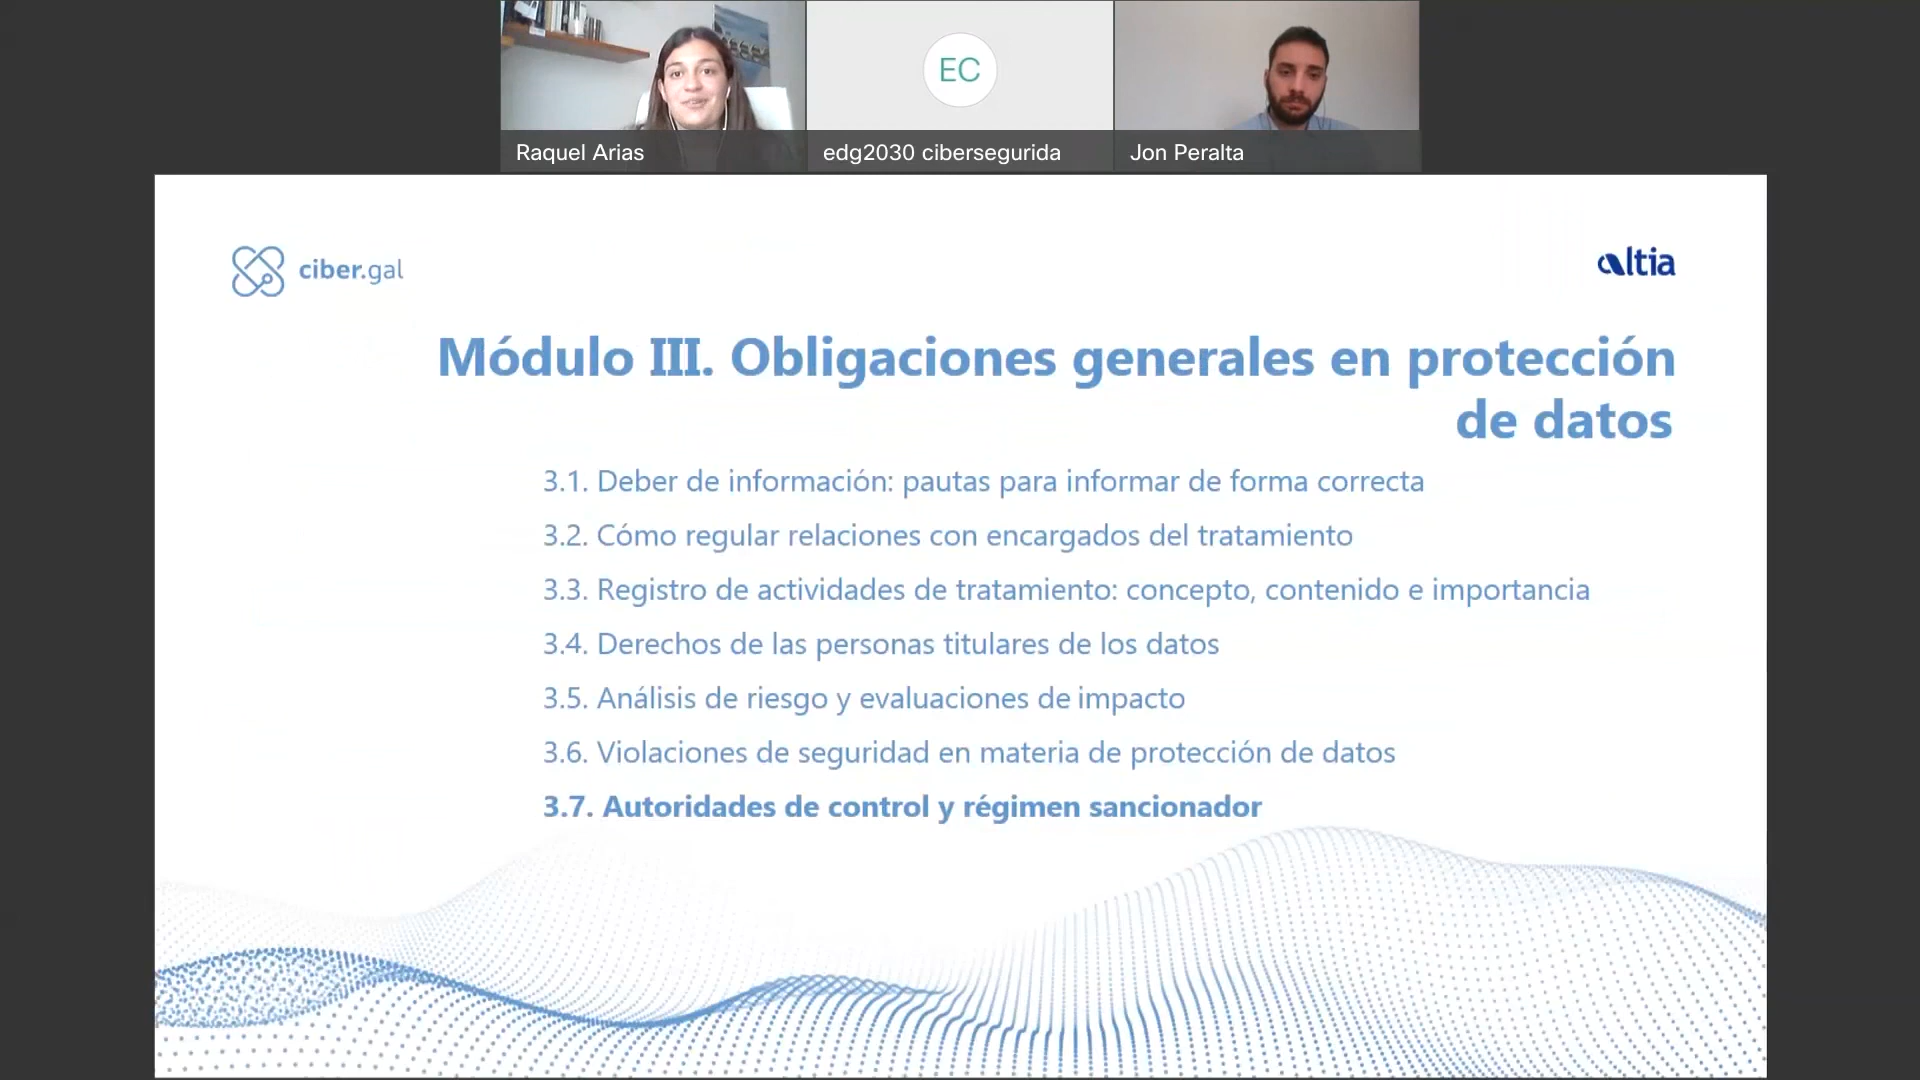 EC
Raquel Arias
edg2030 cibersegurida
Jon Peralta
ciber.gal
altia
Módulo III. Obligaciones generales en protección
de datos
3.1. Deber de información: pautas para informar de forma correcta
3.2. Cómo regular relaciones con encargados del tratamiento
3.3. Registro de actividades de tratamiento: concepto, contenido e importancia
3.4. Derechos de las personas titulares de los datos
3.5. Análisis de riesgo y evaluaciones de impacto
3.6. Violaciones de seguridad en materia de protección de datos
3.7. Autoridades de control y régimen sancionador